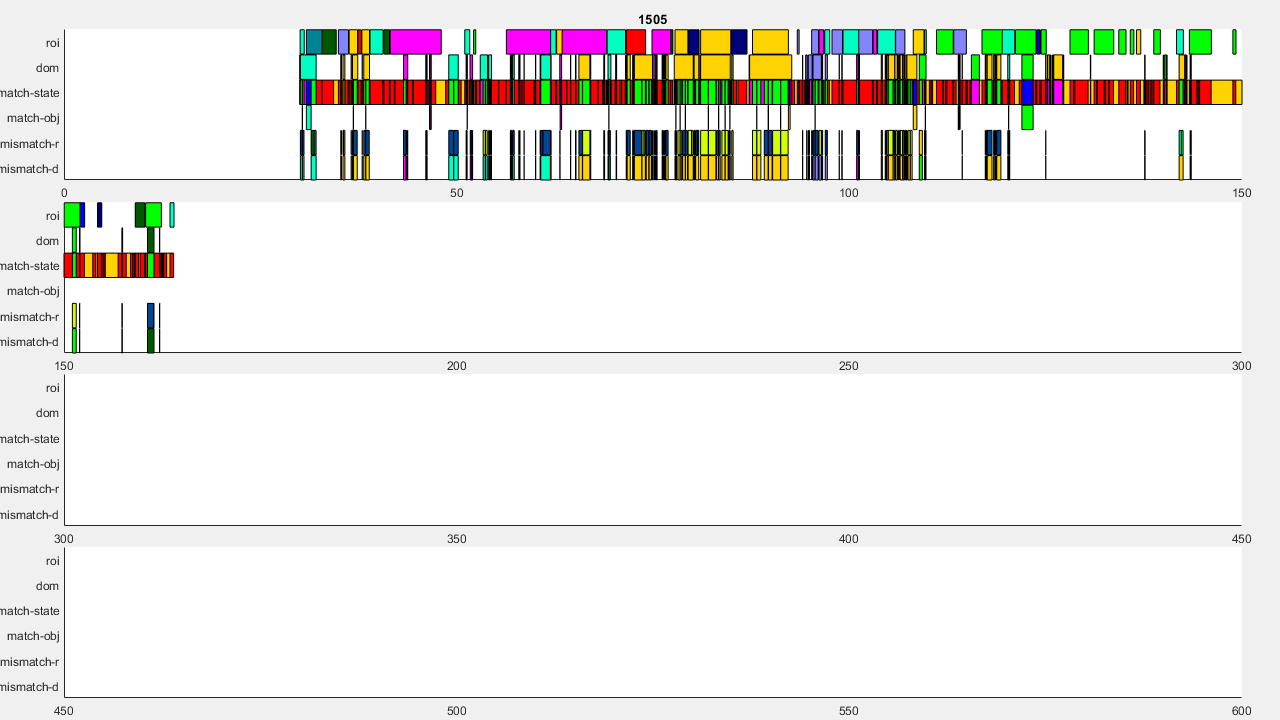 1505
roi
dom
match-state
match-obj
mismatch-r
mismatch-d
0 50 100 150
roi
dom
match-state
match-obj
mismatch-r
mismatch-d
150 200 250 300
roi
dom
match-state
match-obj
mismatch-r
mismatch-d
300 350 400 450
roi
dom
match-state
match-obj
mismatch-r
mismatch-d
450 500 550 600